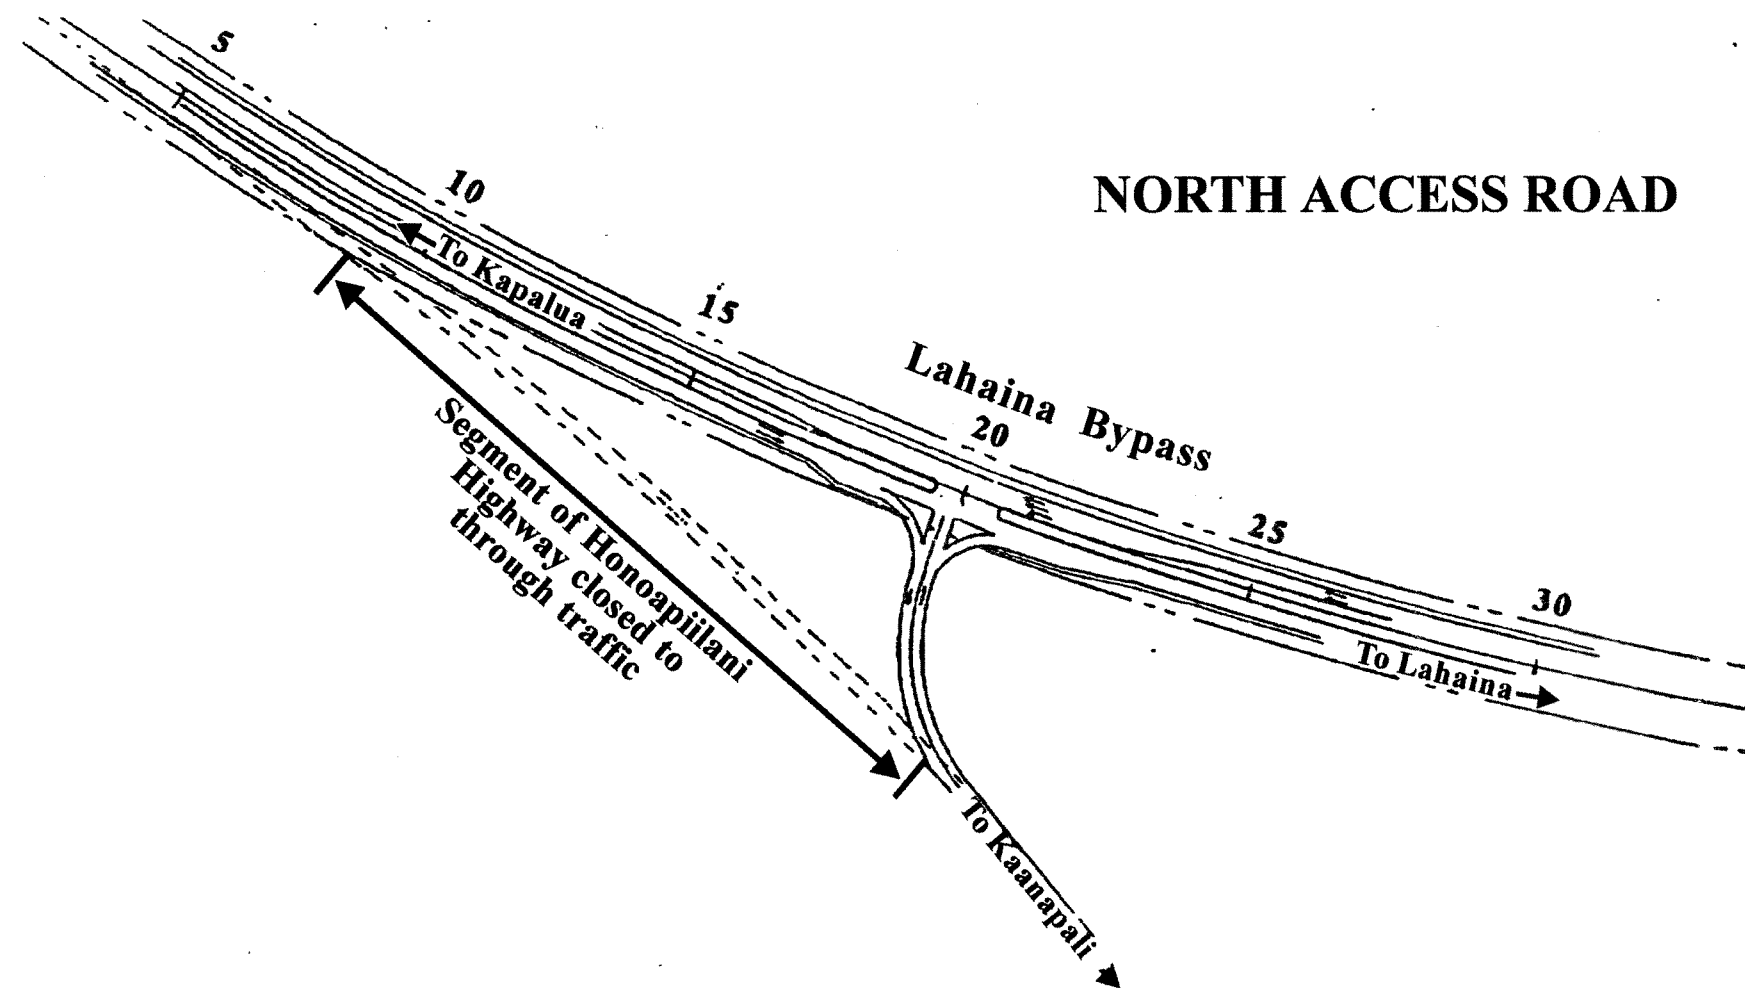 5
10
NORTH ACCESS ROAD
To Kapalua
15
Lahaina Bypass
20
25
30
Segment of Honoapiilani
Highway closed to
through traffic
To Lahaina
To Kaanapali